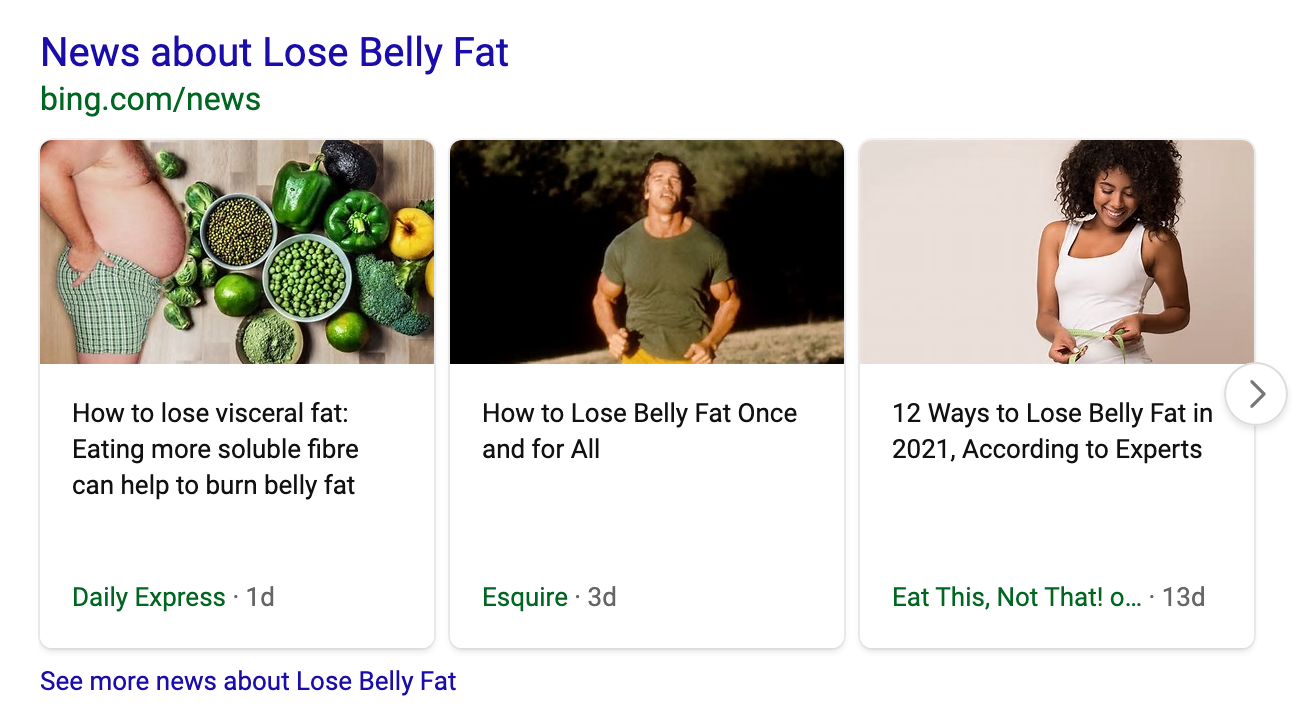 News about Lose Belly Fat
bing.com/news
How to lose visceral fat:
Eating more soluble fibre
can help to burn belly fat
Daily Express · 1d
How to Lose Belly Fat Once
and for All
Esquire · 3d
12 Ways to Lose Belly Fat in
2021, According to Experts
Eat This, Not That! o... · 13d
See more news about Lose Belly Fat